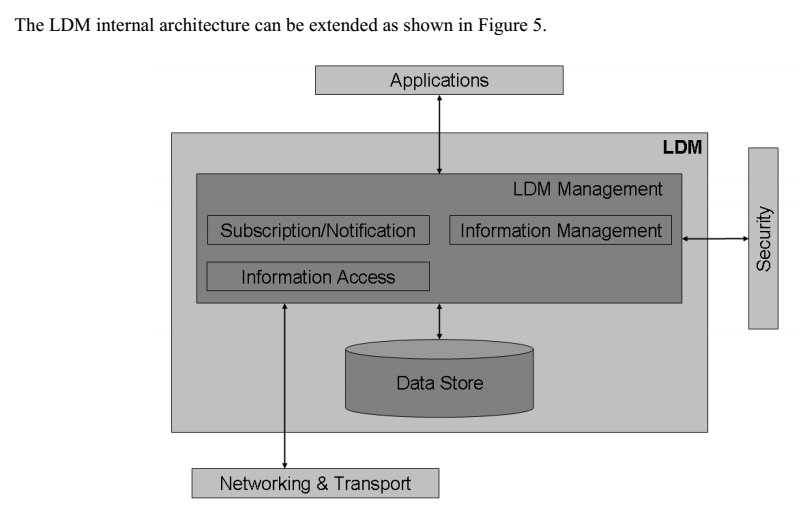 The LDM internal architecture can be extended as shown in Figure 5.
Applications
LDM
LDM Management
Subscription/Notification
Information Management
Information Access
Security
Data Store
Networking & Transport